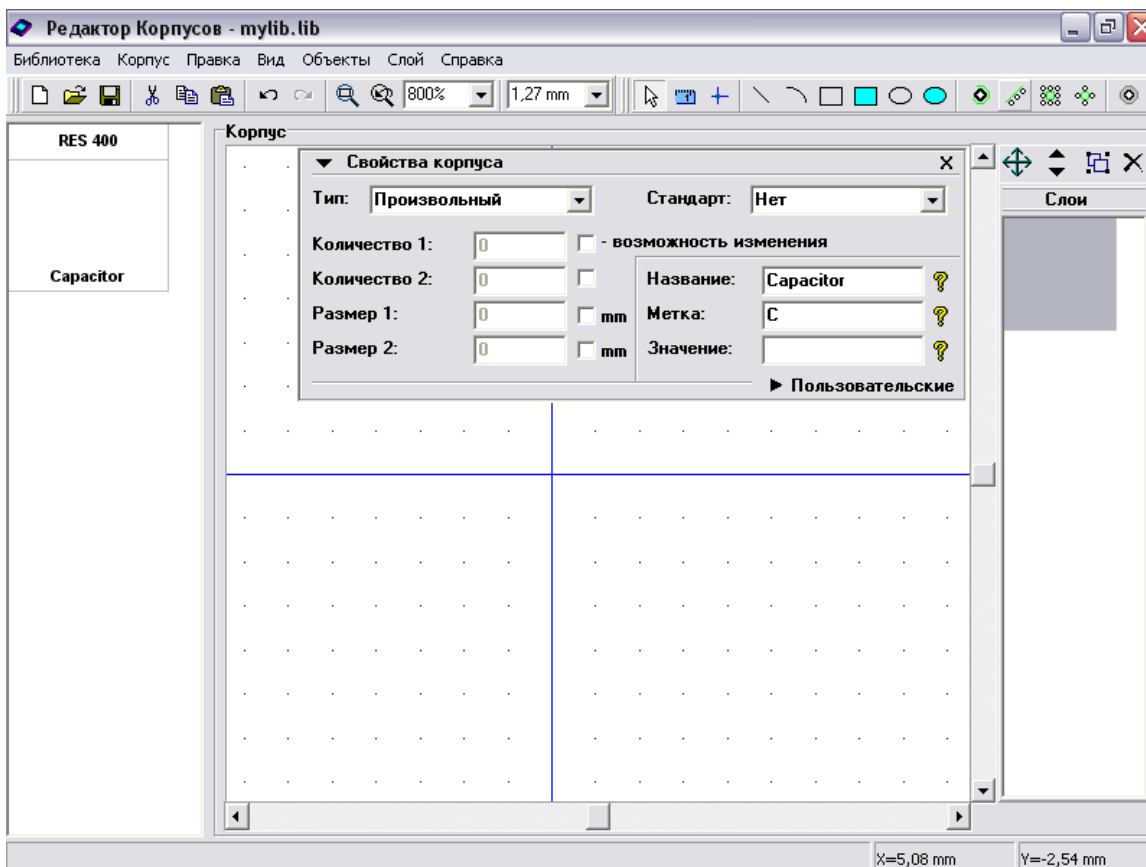 Редактор Корпусов - mylib.lib
Библиотека Корпус Правка Вид Объекты Слой Справка
800% 1,27 mm
RES 400
Capacitor
Корпус
Свойства корпуса
Тип: Произвольный Стандарт: Нет
Количество 1: 0 - возможность изменения
Количество 2: 0 Название: Capacitor
Размер 1: 0 mm Метка: C
Размер 2: 0 mm Значение:
Пользовательские
Слои
X=5,08 mm Y=-2,54 mm